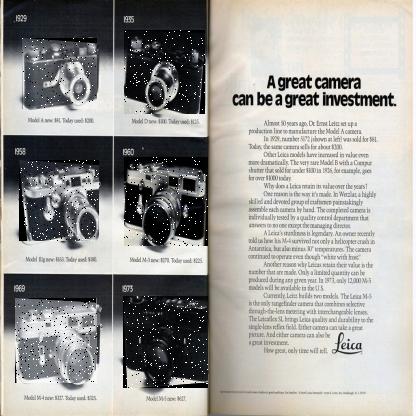 1929
1935
Model A new: $81. Today used: $200.
Model D new: $100. Today used: $125.
1958
1960
Model IIIg new: $163. Today used: $300.
Model M-3 new: $270. Today used: $225.
1969
1973
Model M-4 new: $327. Today used: $325.
Model M-5 new: $627.
A great camera
can be a great investment.
Almost 50 years ago, Dr. Ernst Leitz set up a
production line to manufacture the Model A camera.
In 1929, number 5172 (shown at left) was sold for $81.
Today, the same camera sells for about $200.
Other Leica models have increased in value even
more dramatically. The very rare Model B with a Compur
shutter that sold for under $100 in 1926, for example, goes
for over $1000 today.
Why does a Leica retain its value over the years?
One reason is the way it's made. In Wetzlar, a highly
skilled and devoted group of craftsmen painstakingly
assemble each camera by hand. The completed camera is
individually tested by a quality control department that
answers to no one except the managing director.
A Leica's sturdiness is legendary. An owner recently
told us how his M-4 survived not only a helicopter crash in
Antarctica, but also minus 30° temperatures. The camera
continued to operate even though "white with frost."
Another reason why Leicas retain their value is the
number that are made. Only a limited quantity can be
produced during any given year. In 1973, only 12,000 M-5
models will be available in the U.S.
Currently, Leitz builds two models. The Leica M-5
is the only rangefinder camera that combines selective
through-the-lens metering with interchangeable lenses.
The Leicaflex SL brings Leica quality and durability to the
single-lens reflex field. Either camera can take a great
picture. And either camera can also be
a great investment.
How great, only time will tell.
Leica